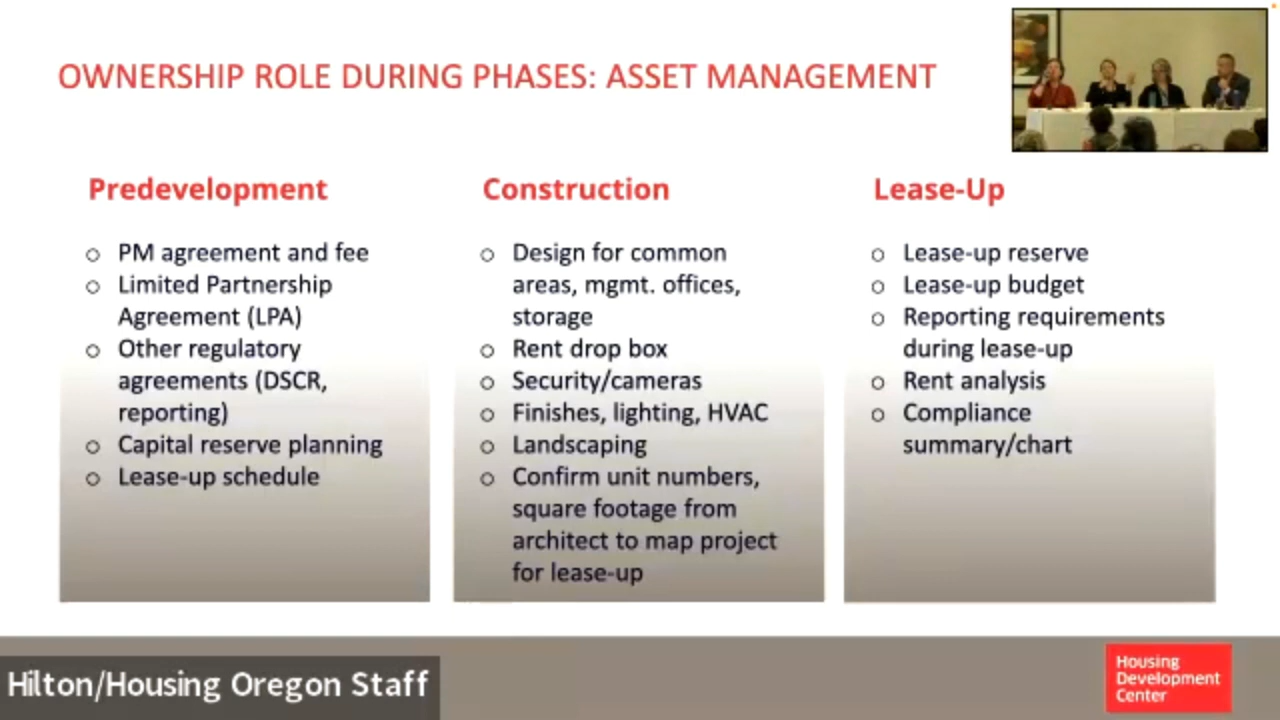 OWNERSHIP ROLE DURING PHASES: ASSET MANAGEMENT
Predevelopment
○ PM agreement and fee
○ Limited Partnership
Agreement (LPA)
○ Other regulatory
agreements (DSCR,
reporting)
○ Capital reserve planning
○ Lease-up schedule
Construction
○ Design for common
areas, mgmt. offices,
storage
○ Rent drop box
○ Security/cameras
○ Finishes, lighting, HVAC
○ Landscaping
○ Confirm unit numbers,
square footage from
architect to map project
for lease-up
Lease-Up
○ Lease-up reserve
○ Lease-up budget
○ Reporting requirements
during lease-up
○ Rent analysis
○ Compliance
summary/chart
Hilton/Housing Oregon Staff
Housing
Development
Center